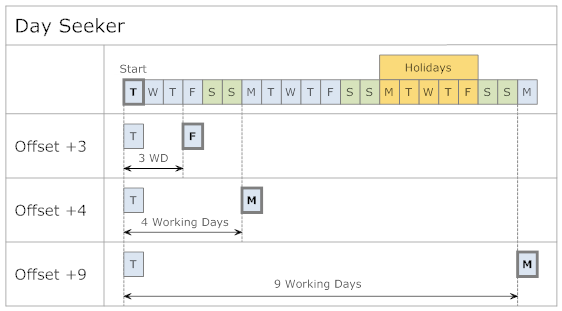 Day Seeker
Start
Holidays
T W T F S S M T W T F S S M T W T F S S M
Offset +3
T F
3 WD
Offset +4
T M
4 Working Days
Offset +9
T M
9 Working Days